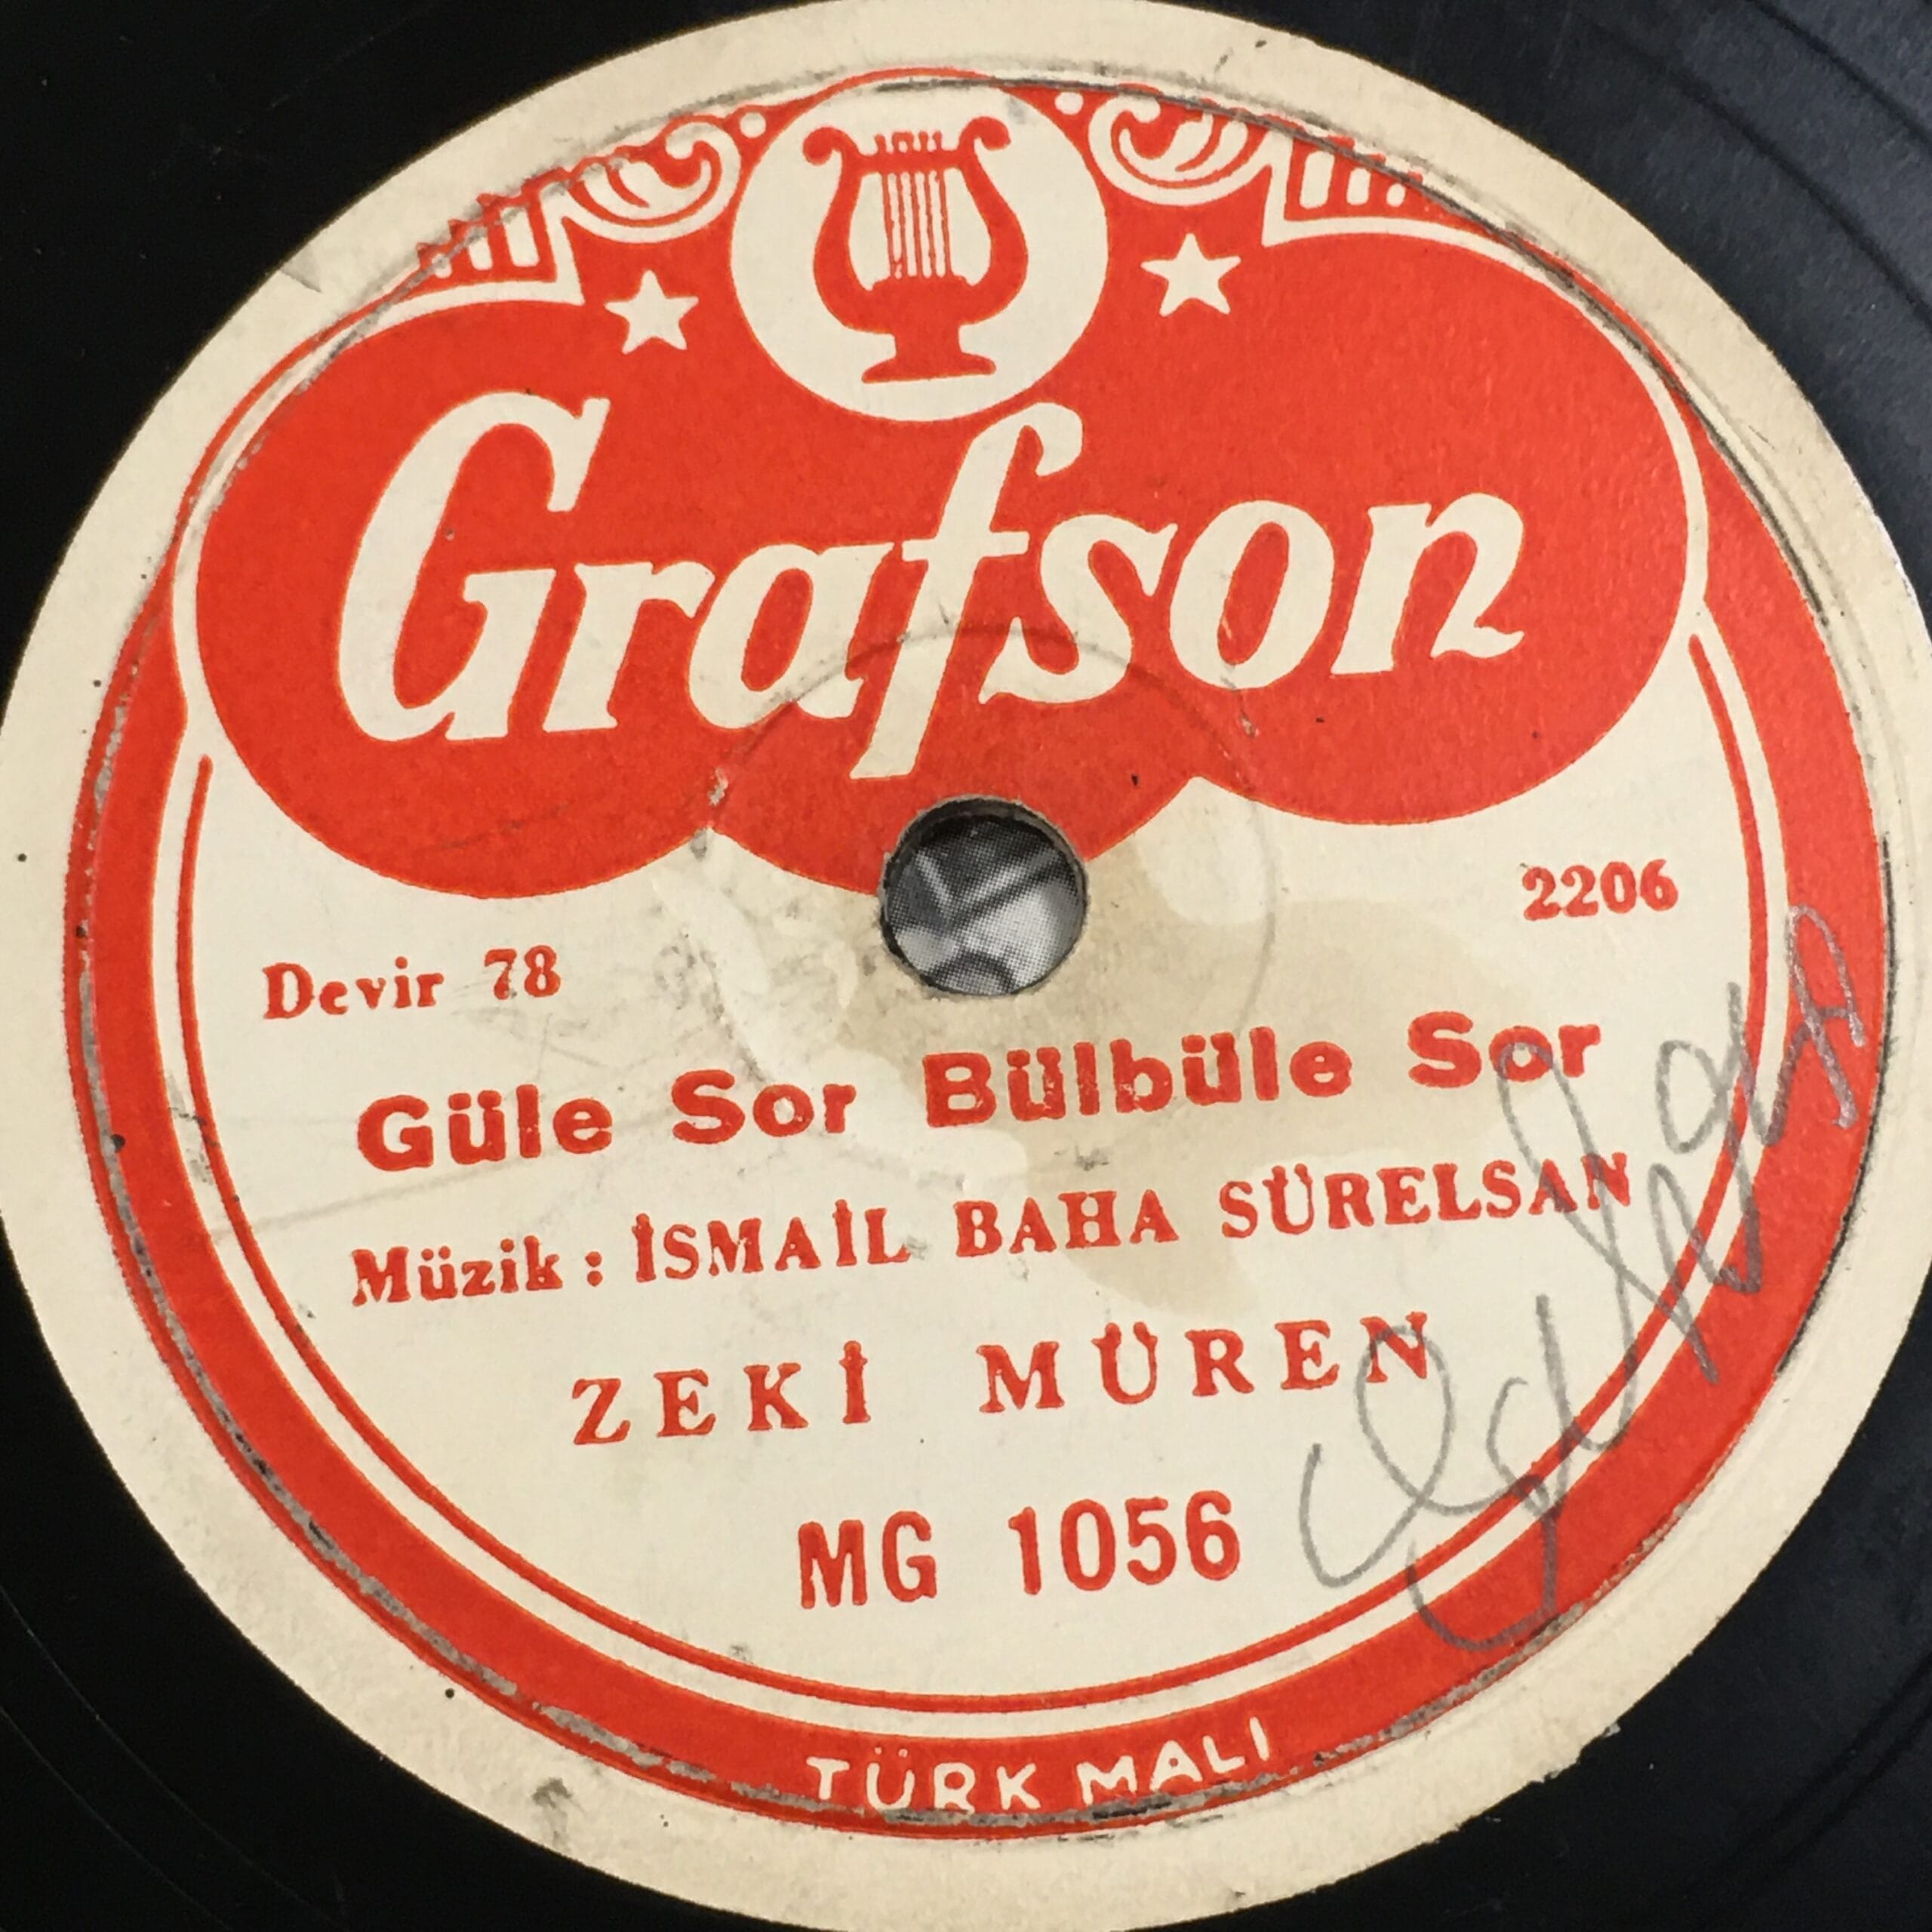 Grafson
2206
Devir 78
Güle Sor Bülbüle Sor
Müzik : İSMAİL BAHA SÜRELSAN
ZEKİ MÜREN
MG 1056
TÜRK MALI